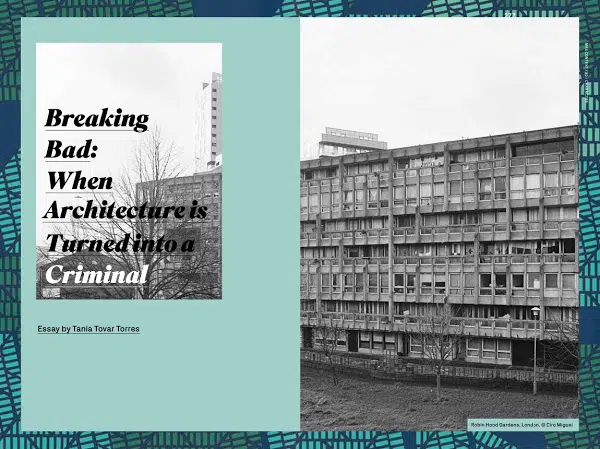 Breaking
Bad:
When
Architecture is
Turned into a
Criminal
Essay by Tania Tovar Torres
Robin Hood Gardens, London. @ Ciro Miguel